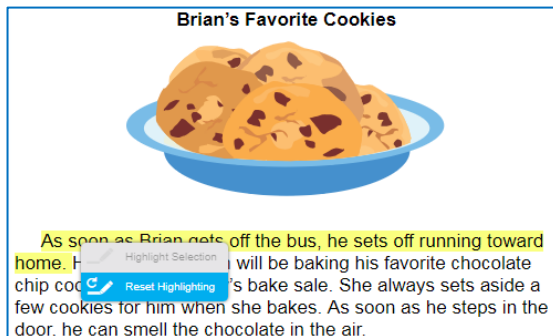 Brian's Favorite Cookies
As soon as Brian gets off the bus, he sets off running toward
home. H will be baking his favorite chocolate
Highlight Selection
chip coo 's bake sale. She always sets aside a
Reset Highlighting
few cookies for him when she bakes. As soon as he steps in the
door, he can smell the chocolate in the air.